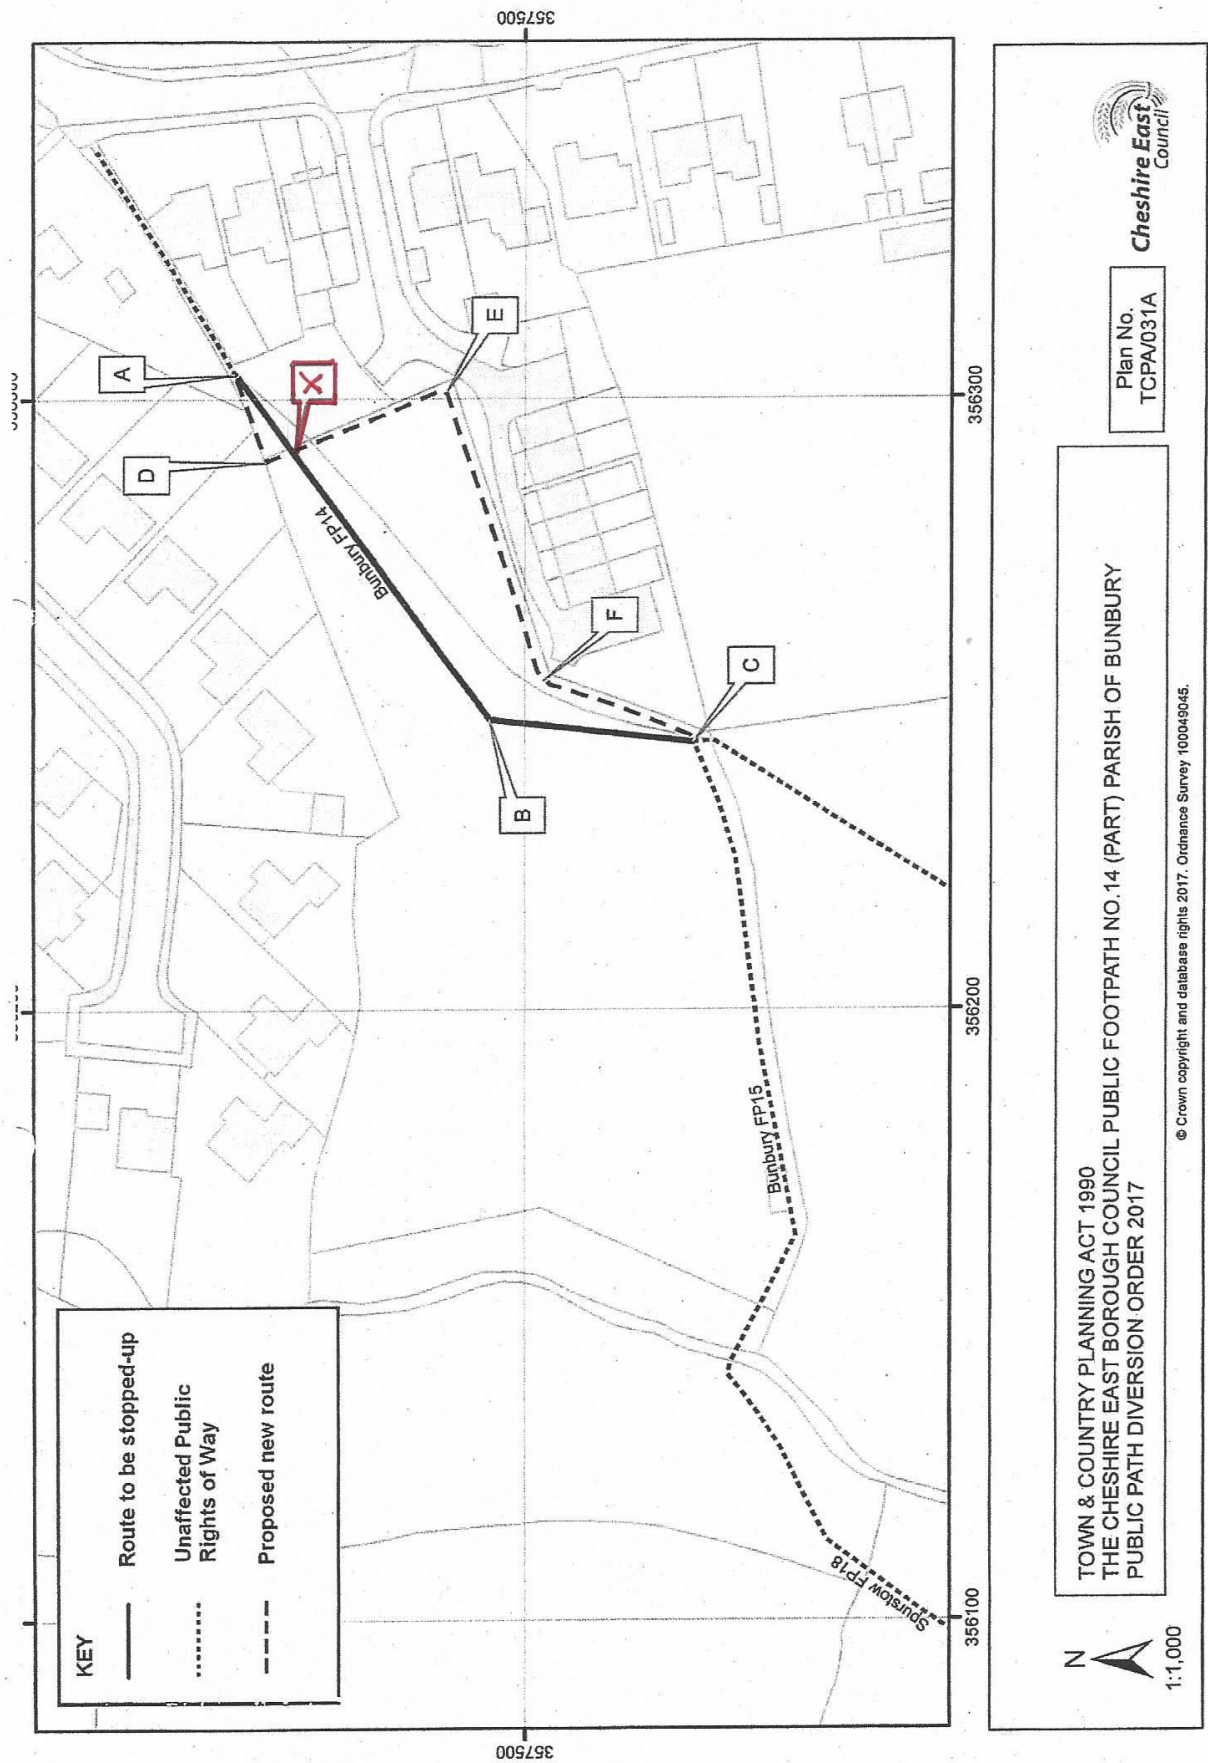 357500
356300
356200
356100
357500
A
X
D
E
F
C
B
Bunbury FP14
Bunbury FP15
Spurstow FP18
KEY
Route to be stopped-up
Unaffected Public
Rights of Way
Proposed new route
N
1:1,000
TOWN & COUNTRY PLANNING ACT 1990
THE CHESHIRE EAST BOROUGH COUNCIL PUBLIC FOOTPATH NO.14 (PART) PARISH OF BUNBURY
PUBLIC PATH DIVERSION ORDER 2017
Plan No.
TCPA/031A
Cheshire East
Council
© Crown copyright and database rights 2017. Ordnance Survey 100049045.